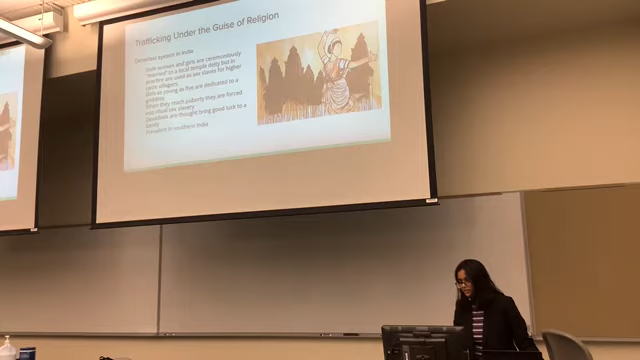 Trafficking Under the Guise of Religion
Devadasi system in India
Dalit women and girls are ceremoniously
"married" to a local temple deity but in
practice are used as sex slaves for higher
caste villagers
Girls as young as five are dedicated to a
goddess
When they reach puberty they are forced
into ritual sex slavery
Devadasis are thought bring good luck to a
family
Prevalent in southern India